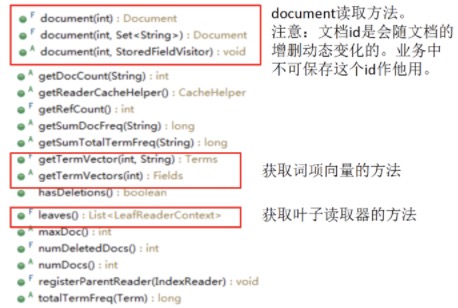 F document(int) : Document
F document(int, Set<String>) : Document
A document(int, StoredFieldVisitor) : void
document读取方法。
注意：文档id是会随文档的
增删动态变化的。业务中
不可保存这个id作他用。
A getDocCount(String) : int
A getReaderCacheHelper() : CacheHelper
F getRefCount() : int
A getSumDocFreq(String) : long
A getSumTotalTermFreq(String) : long
F getTermVector(int, String) : Terms
A getTermVectors(int) : Fields
获取词项向量的方法
hasDeletions() : boolean
F leaves() : List<LeafReaderContext>
获取叶子读取器的方法
A maxDoc() : int
F numDeletedDocs() : int
A numDocs() : int
F registerParentReader(IndexReader) : void
A totalTermFreq(Term) : long